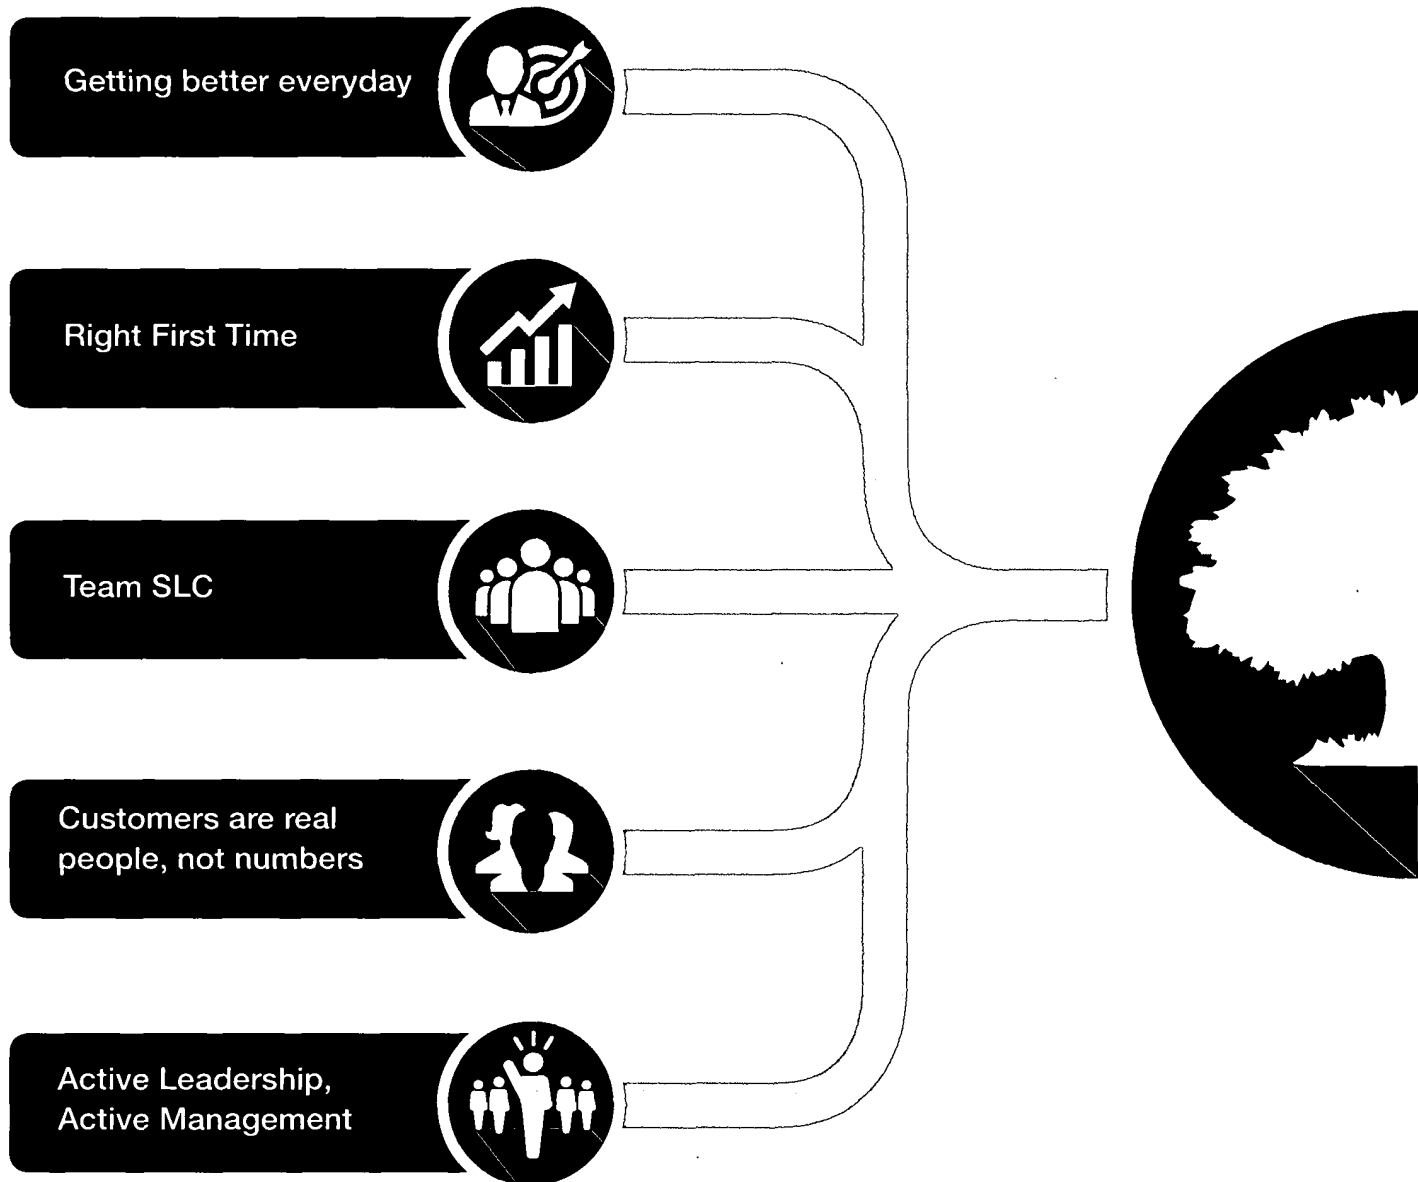 Getting better everyday
Right First Time
Team SLC
Customers are real
people, not numbers
Active Leadership,
Active Management